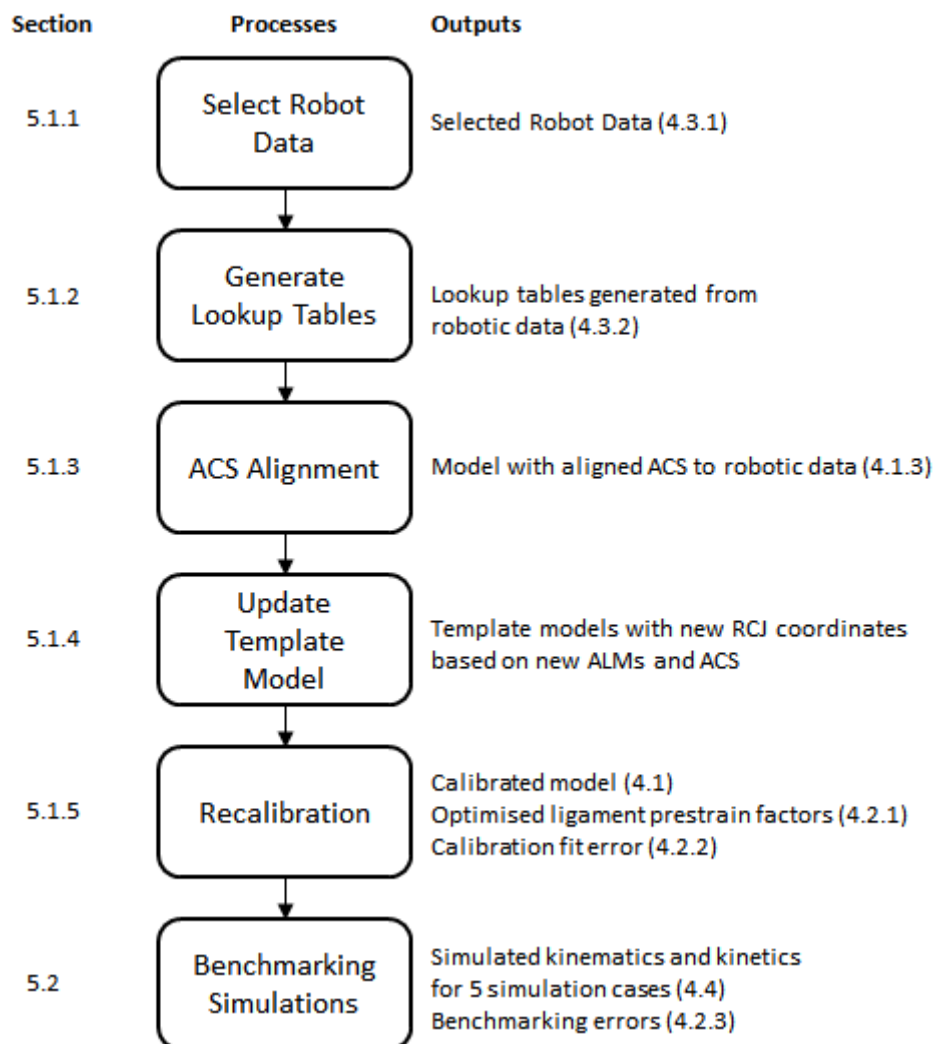 Section Processes Outputs
5.1.1
Select Robot
Data
Selected Robot Data (4.3.1)
5.1.2
Generate
Lookup Tables
Lookup tables generated from
robotic data (4.3.2)
5.1.3
ACS Alignment
Model with aligned ACS to robotic data (4.1.3)
5.1.4
Update
Template
Model
Template models with new RCJ coordinates
based on new ALMs and ACS
5.1.5
Recalibration
Calibrated model (4.1)
Optimised ligament prestrain factors (4.2.1)
Calibration fit error (4.2.2)
5.2
Benchmarking
Simulations
Simulated kinematics and kinetics
for 5 simulation cases (4.4)
Benchmarking errors (4.2.3)